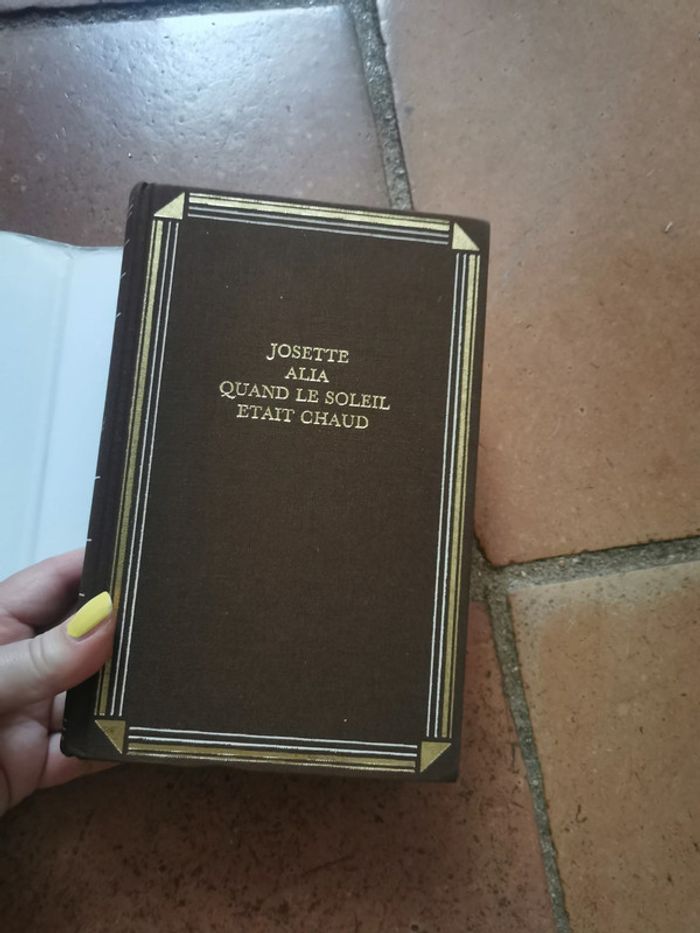 JOSETTE
ALIA
QUAND LE SOLEIL
ETAIT CHAUD